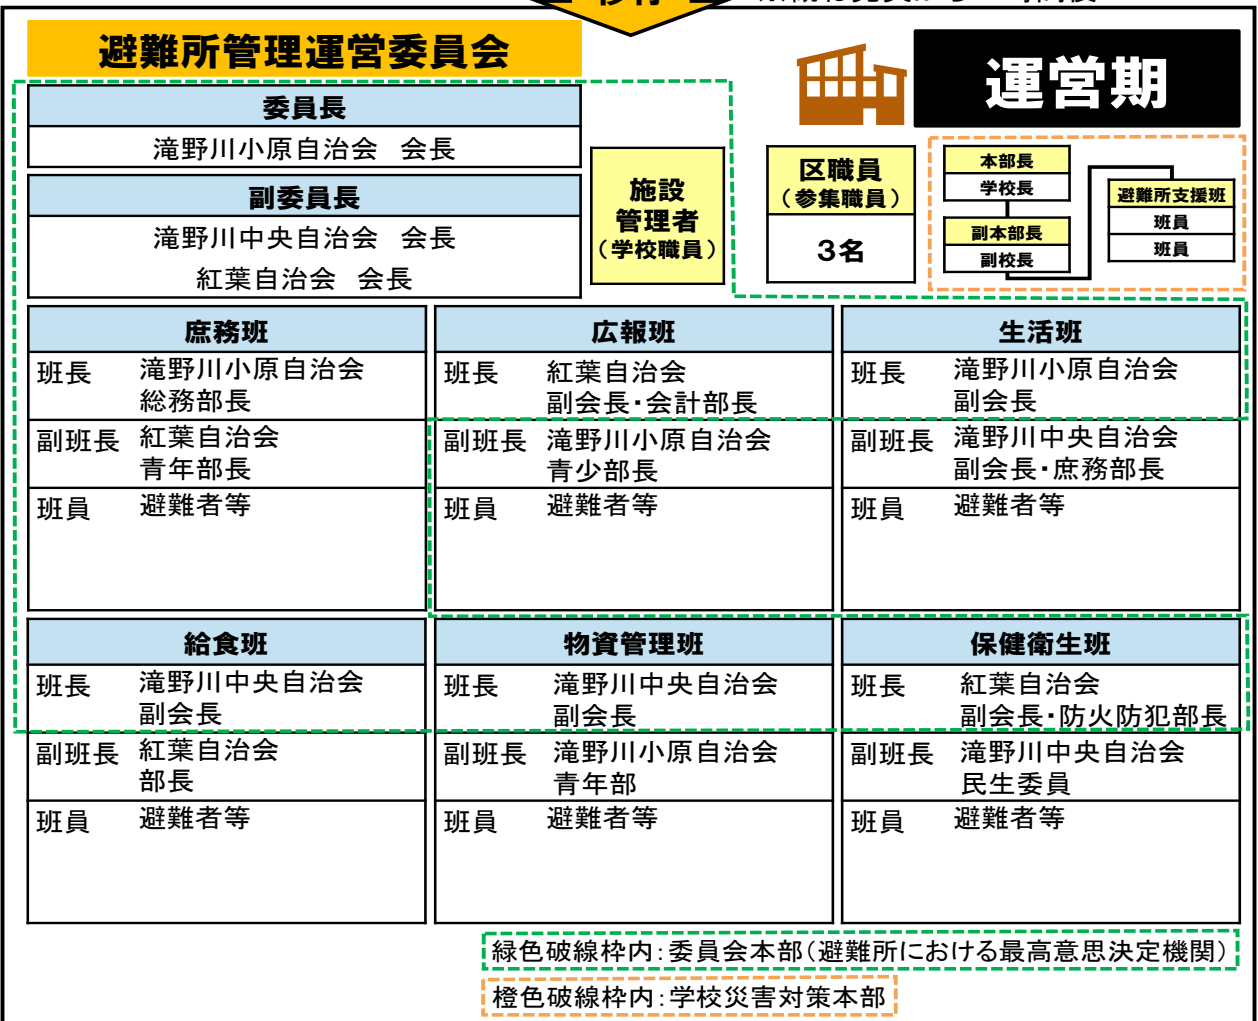 避難所管理運営委員会
運営期
委員長
滝野川小原自治会 会長
副委員長
滝野川中央自治会 会長
紅葉自治会 会長
施設
管理者
(学校職員)
区職員
(参集職員)
3名
本部長
学校長
副本部長
副校長
避難所支援班
班員
班員
庶務班
班長 滝野川小原自治会
総務部長
副班長 紅葉自治会
青年部長
班員 避難者等
広報班
班長 紅葉自治会
副会長・会計部長
副班長 滝野川小原自治会
青少部長
班員 避難者等
生活班
班長 滝野川小原自治会
副会長
副班長 滝野川中央自治会
副会長・庶務部長
班員 避難者等
給食班
班長 滝野川中央自治会
副会長
副班長 紅葉自治会
部長
班員 避難者等
物資管理班
班長 滝野川中央自治会
副会長
副班長 滝野川小原自治会
青年部
班員 避難者等
保健衛生班
班長 紅葉自治会
副会長・防火防犯部長
副班長 滝野川中央自治会
民生委員
班員 避難者等
緑色破線枠内：委員会本部（避難所における最高意思決定機関）
橙色破線枠内：学校災害対策本部